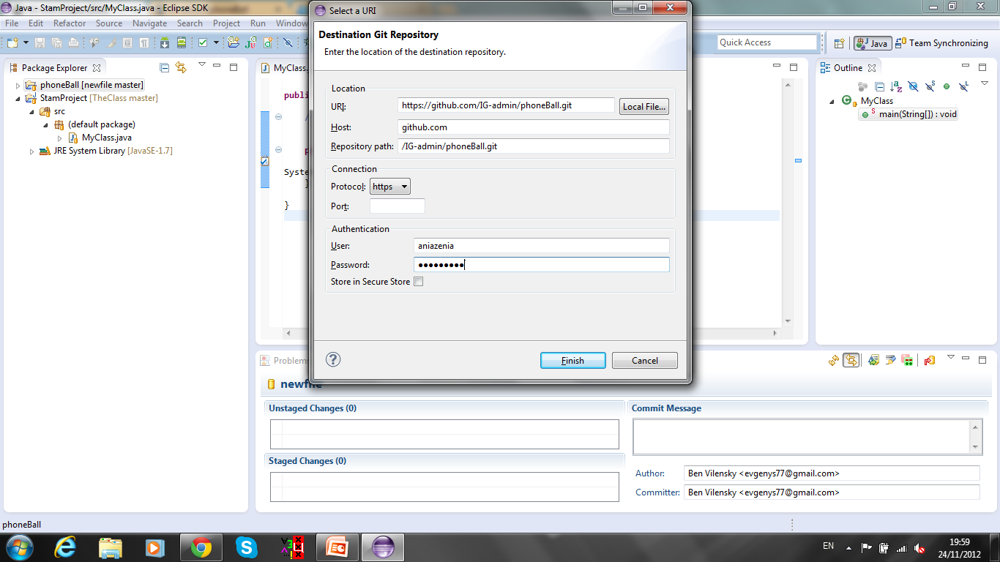 Java - StamProject/src/MyClass.java - Eclipse SDK
File Edit Refactor Source Navigate Search Project Run Window
Quick Access
Java
Team Synchronizing
Package Explorer
phoneBall [newfile master]
StamProject [TheClass master]
src
(default package)
MyClass.java
JRE System Library [JavaSE-1.7]
MyClass.
publi
System
}
}
Select a URI
Destination Git Repository
Enter the location of the destination repository.
Location
URI: https://github.com/IG-admin/phoneBall.git Local File...
Host: github.com
Repository path: /IG-admin/phoneBall.git
Connection
Protocol: https
Port:
Authentication
User: aniazenia
Password: ●●●●●●●●●
Store in Secure Store
Finish Cancel
Outline
MyClass
main(String[]) : void
Problems
newfile
Unstaged Changes (0)
Staged Changes (0)
Commit Message
Author: Ben Vilensky <evgenys77@gmail.com>
Committer: Ben Vilensky <evgenys77@gmail.com>
phoneBall
EN
19:59
24/11/2012